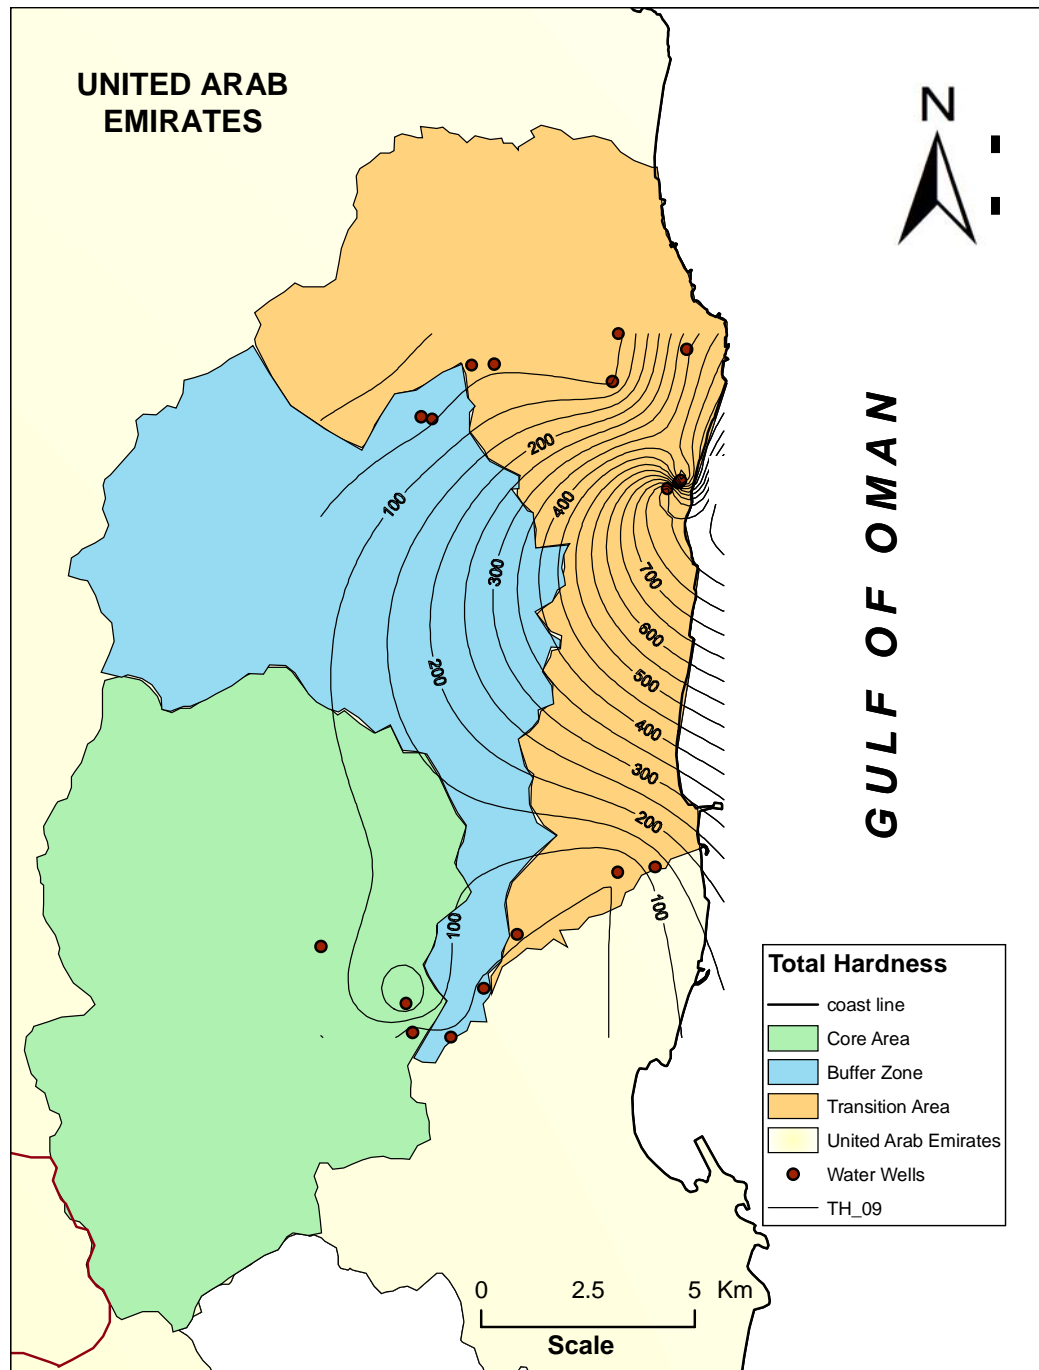 UNITED ARAB
EMIRATES
N
GULF OF OMAN
200
100
400
300
700
600
200
500
400
300
200
100
100
Total Hardness
coast line
Core Area
Buffer Zone
Transition Area
United Arab Emirates
Water Wells
TH_09
0 2.5 5 Km
Scale